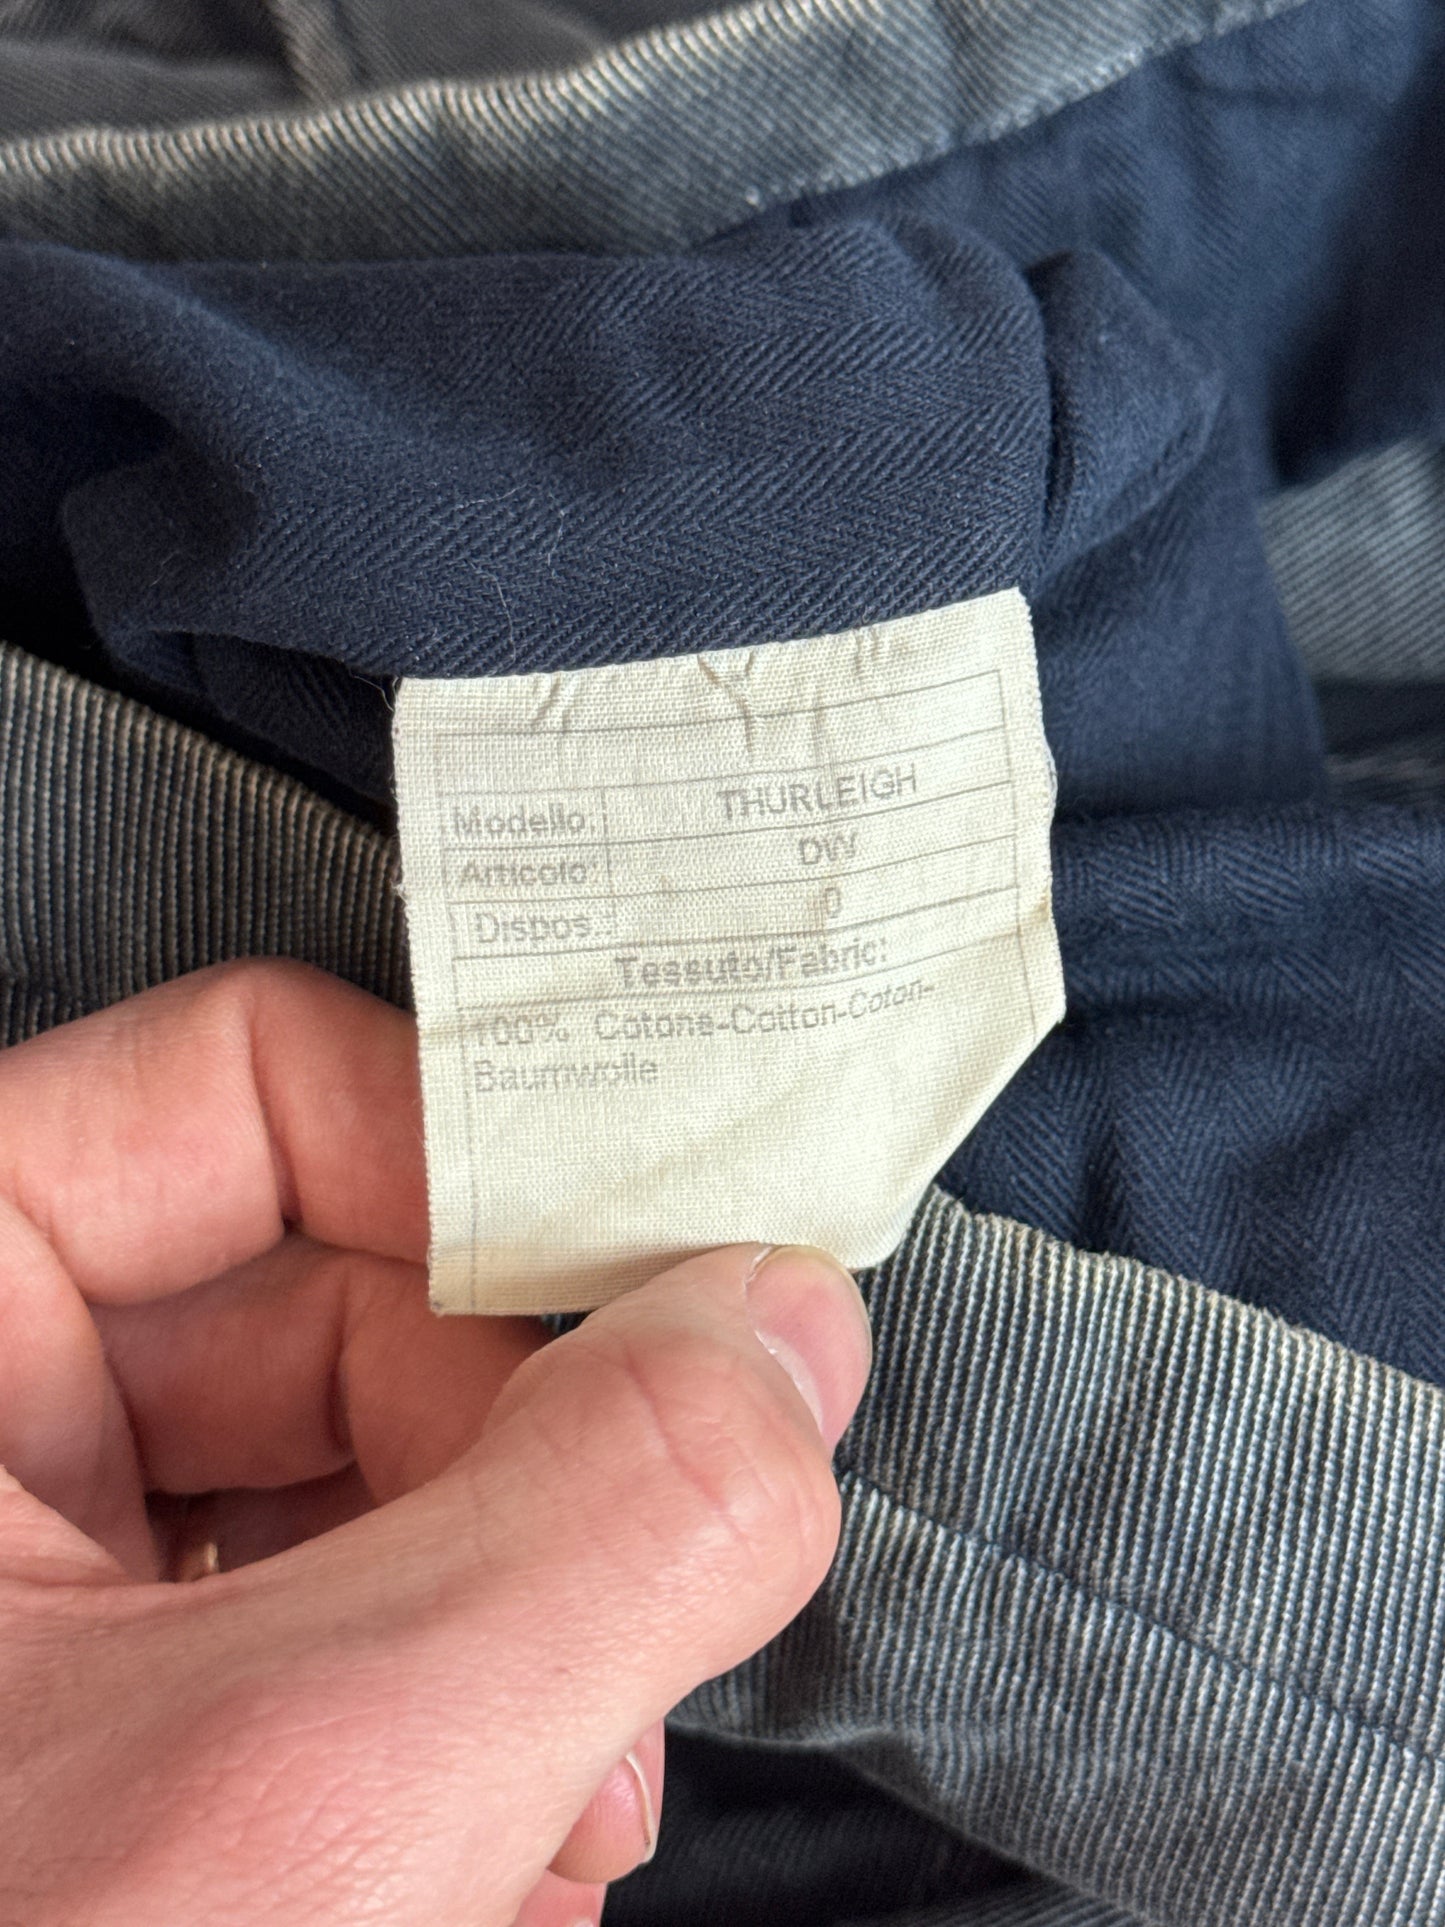 Modello: THURLEIGH
Articolo: DW
Dispos.: 0
Tessuto/Fabric:
100% Cotone-Cotton-Coton-
Baumwolle